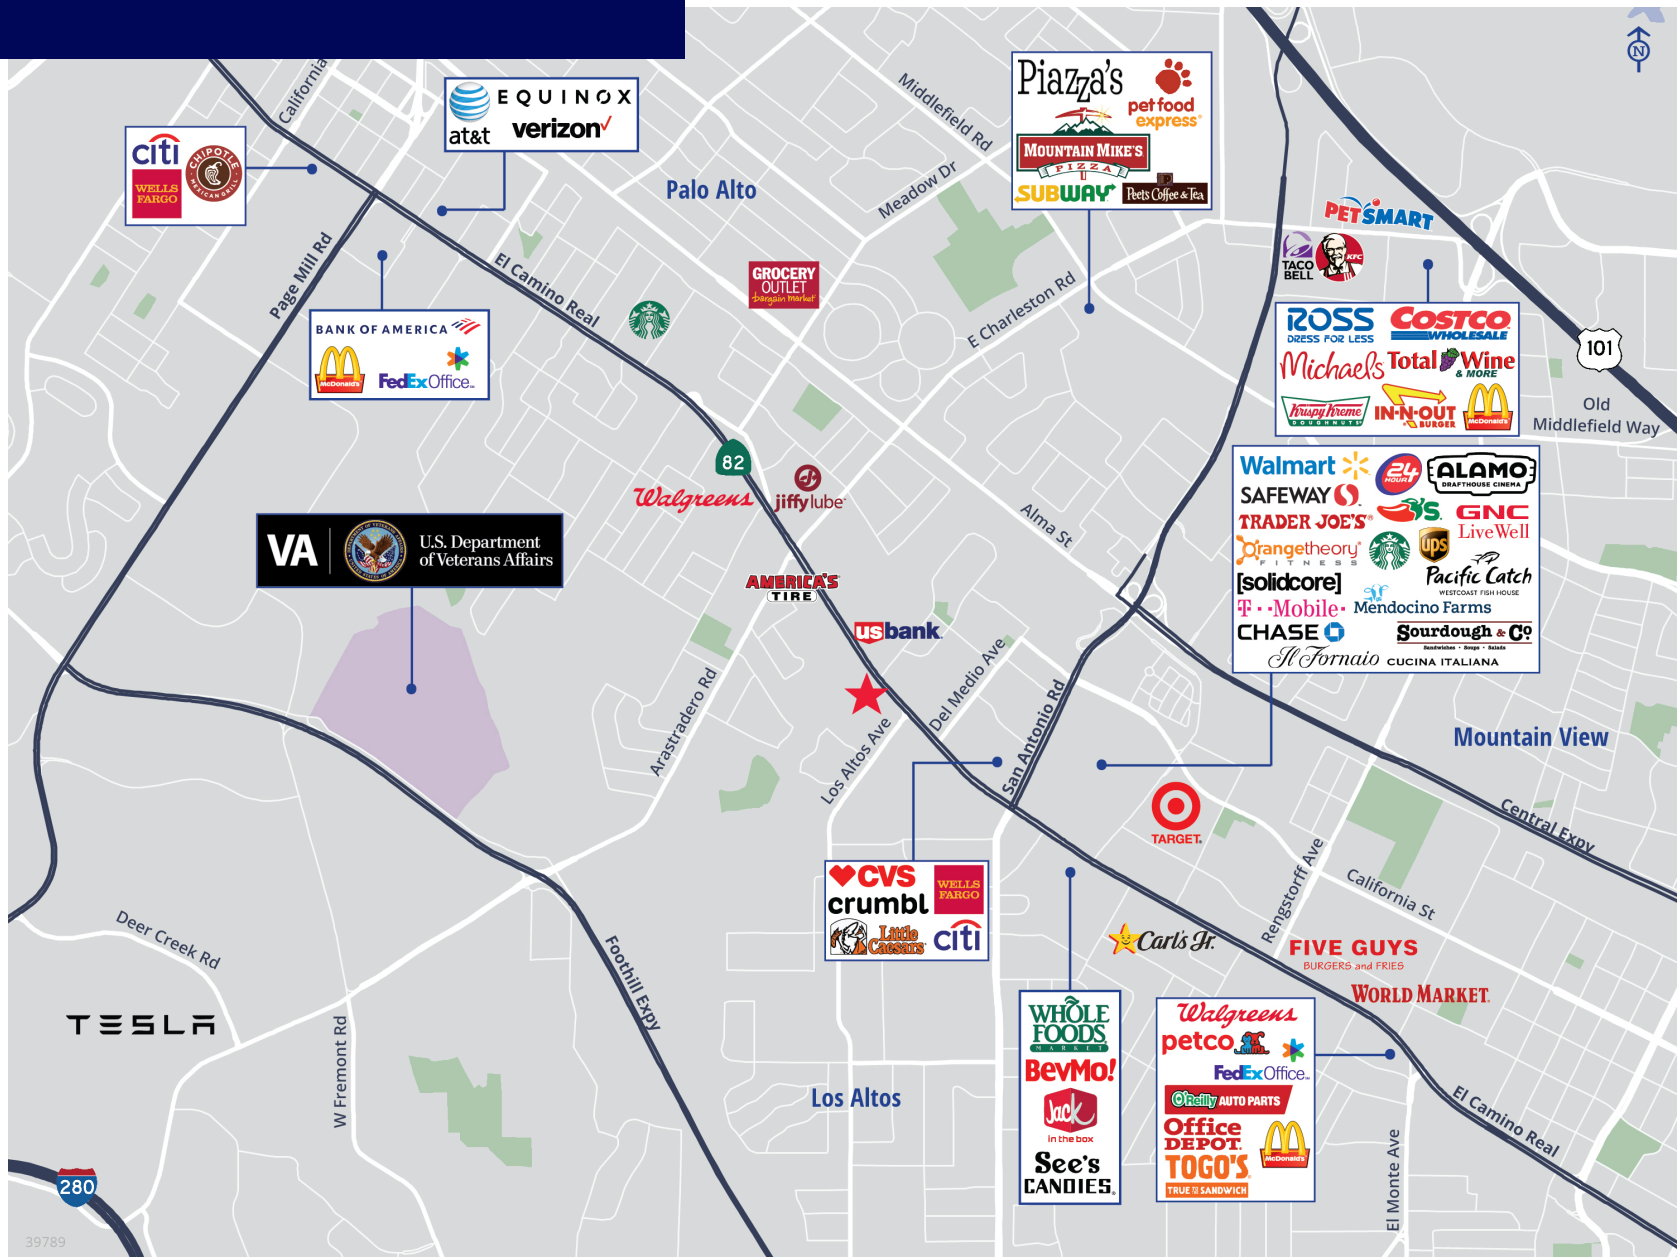 N
California
citi
CHIPOTLE
MEXICAN GRILL
WELLS
FARGO
at&t
EQUINOX
verizon
Palo Alto
Middlefield Rd
Meadow Dr
Piazza's
pet food
express
MOUNTAIN MIKE'S
PIZZA
SUBWAY
Peet's Coffee & Tea
PETSMART
TACO
BELL
KFC
Page Mill Rd
El Camino Real
GROCERY
OUTLET
bargain market
E Charleston Rd
BANK OF AMERICA
McDonald's
FedEx Office
ROSS
DRESS FOR LESS
COSTCO
WHOLESALE
Michaels
Total Wine
& MORE
Krispy Kreme
DOUGHNUTS
IN-N-OUT
BURGER
McDonald's
101
Old
Middlefield Way
82
Walgreens
jiffy lube
Alma St
Walmart
24
HOUR
ALAMO
DRAFTHOUSE CINEMA
SAFEWAY
TRADER JOE'S
'S
GNC
LiveWell
Orangetheory
FITNESS
ups
Pacific Catch
WESTCOAST FISH HOUSE
[solidcore]
T··Mobile·
Mendocino Farms
CHASE
Sourdough & Co
Sandwiches • Soups • Salads
Il Fornaio CUCINA ITALIANA
VA
U.S. Department
of Veterans Affairs
AMERICA'S
TIRE
usbank
Arastradero Rd
Los Altos Ave
Del Medio Ave
San Antonio Rd
Mountain View
TARGET
Central Expy
CVS
WELLS
FARGO
crumbl
Little
Caesars
citi
Rengstorff Ave
California St
Carl's Jr.
FIVE GUYS
BURGERS and FRIES
WORLD MARKET
Deer Creek Rd
Foothill Expy
TESLA
W Fremont Rd
Los Altos
WHOLE
FOODS
MARKET
BevMo!
Jack
in the box
See's
CANDIES
Walgreens
petco
FedEx Office
O'Reilly AUTO PARTS
Office
DEPOT
McDonald's
TOGO'S
TRUE TO THE SANDWICH
El Camino Real
El Monte Ave
280
39789